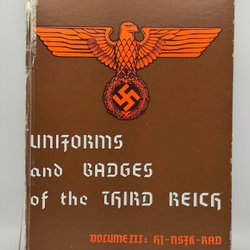 UNIFORMS
and BADGES
of the THIRD REICH
VOLUME III: HJ-NSFK-RAD